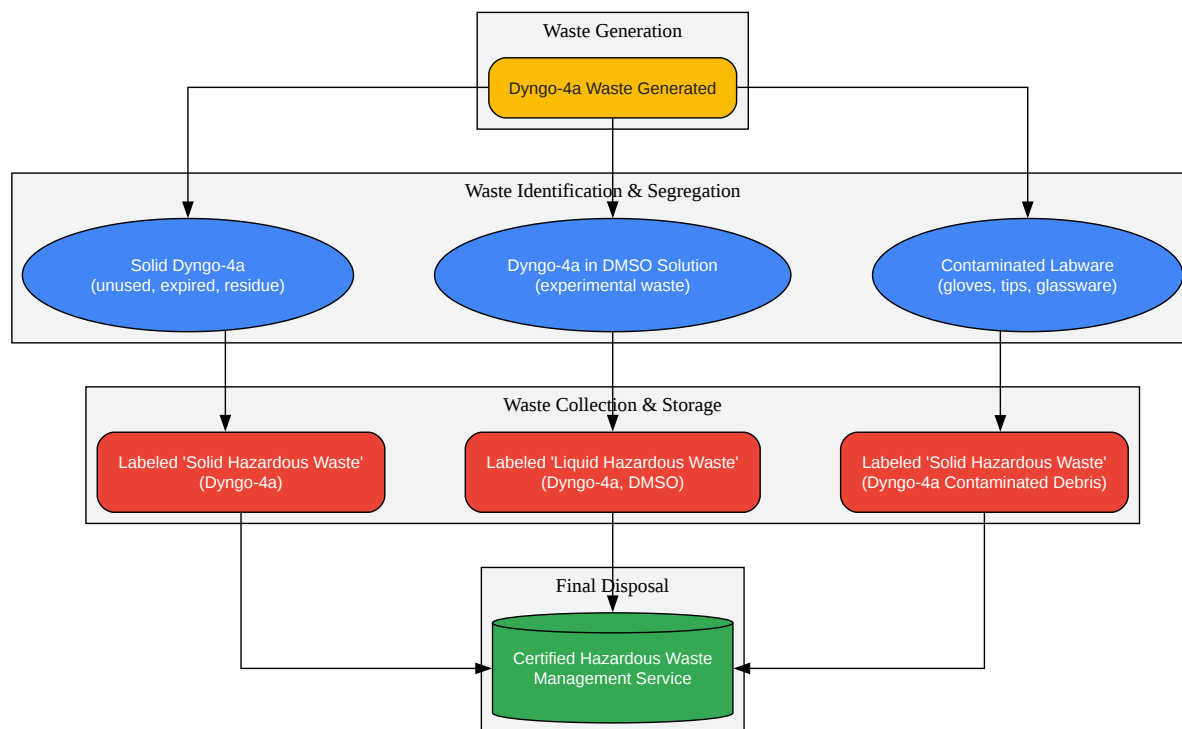 Waste Generation
Dyngo-4a Waste Generated
Waste Identification & Segregation
Solid Dyngo-4a
(unused, expired, residue)
Dyngo-4a in DMSO Solution
(experimental waste)
Contaminated Labware
(gloves, tips, glassware)
Waste Collection & Storage
Labeled 'Solid Hazardous Waste'
(Dyngo-4a)
Labeled 'Liquid Hazardous Waste'
(Dyngo-4a, DMSO)
Labeled 'Solid Hazardous Waste'
(Dyngo-4a Contaminated Debris)
Final Disposal
Certified Hazardous Waste
Management Service